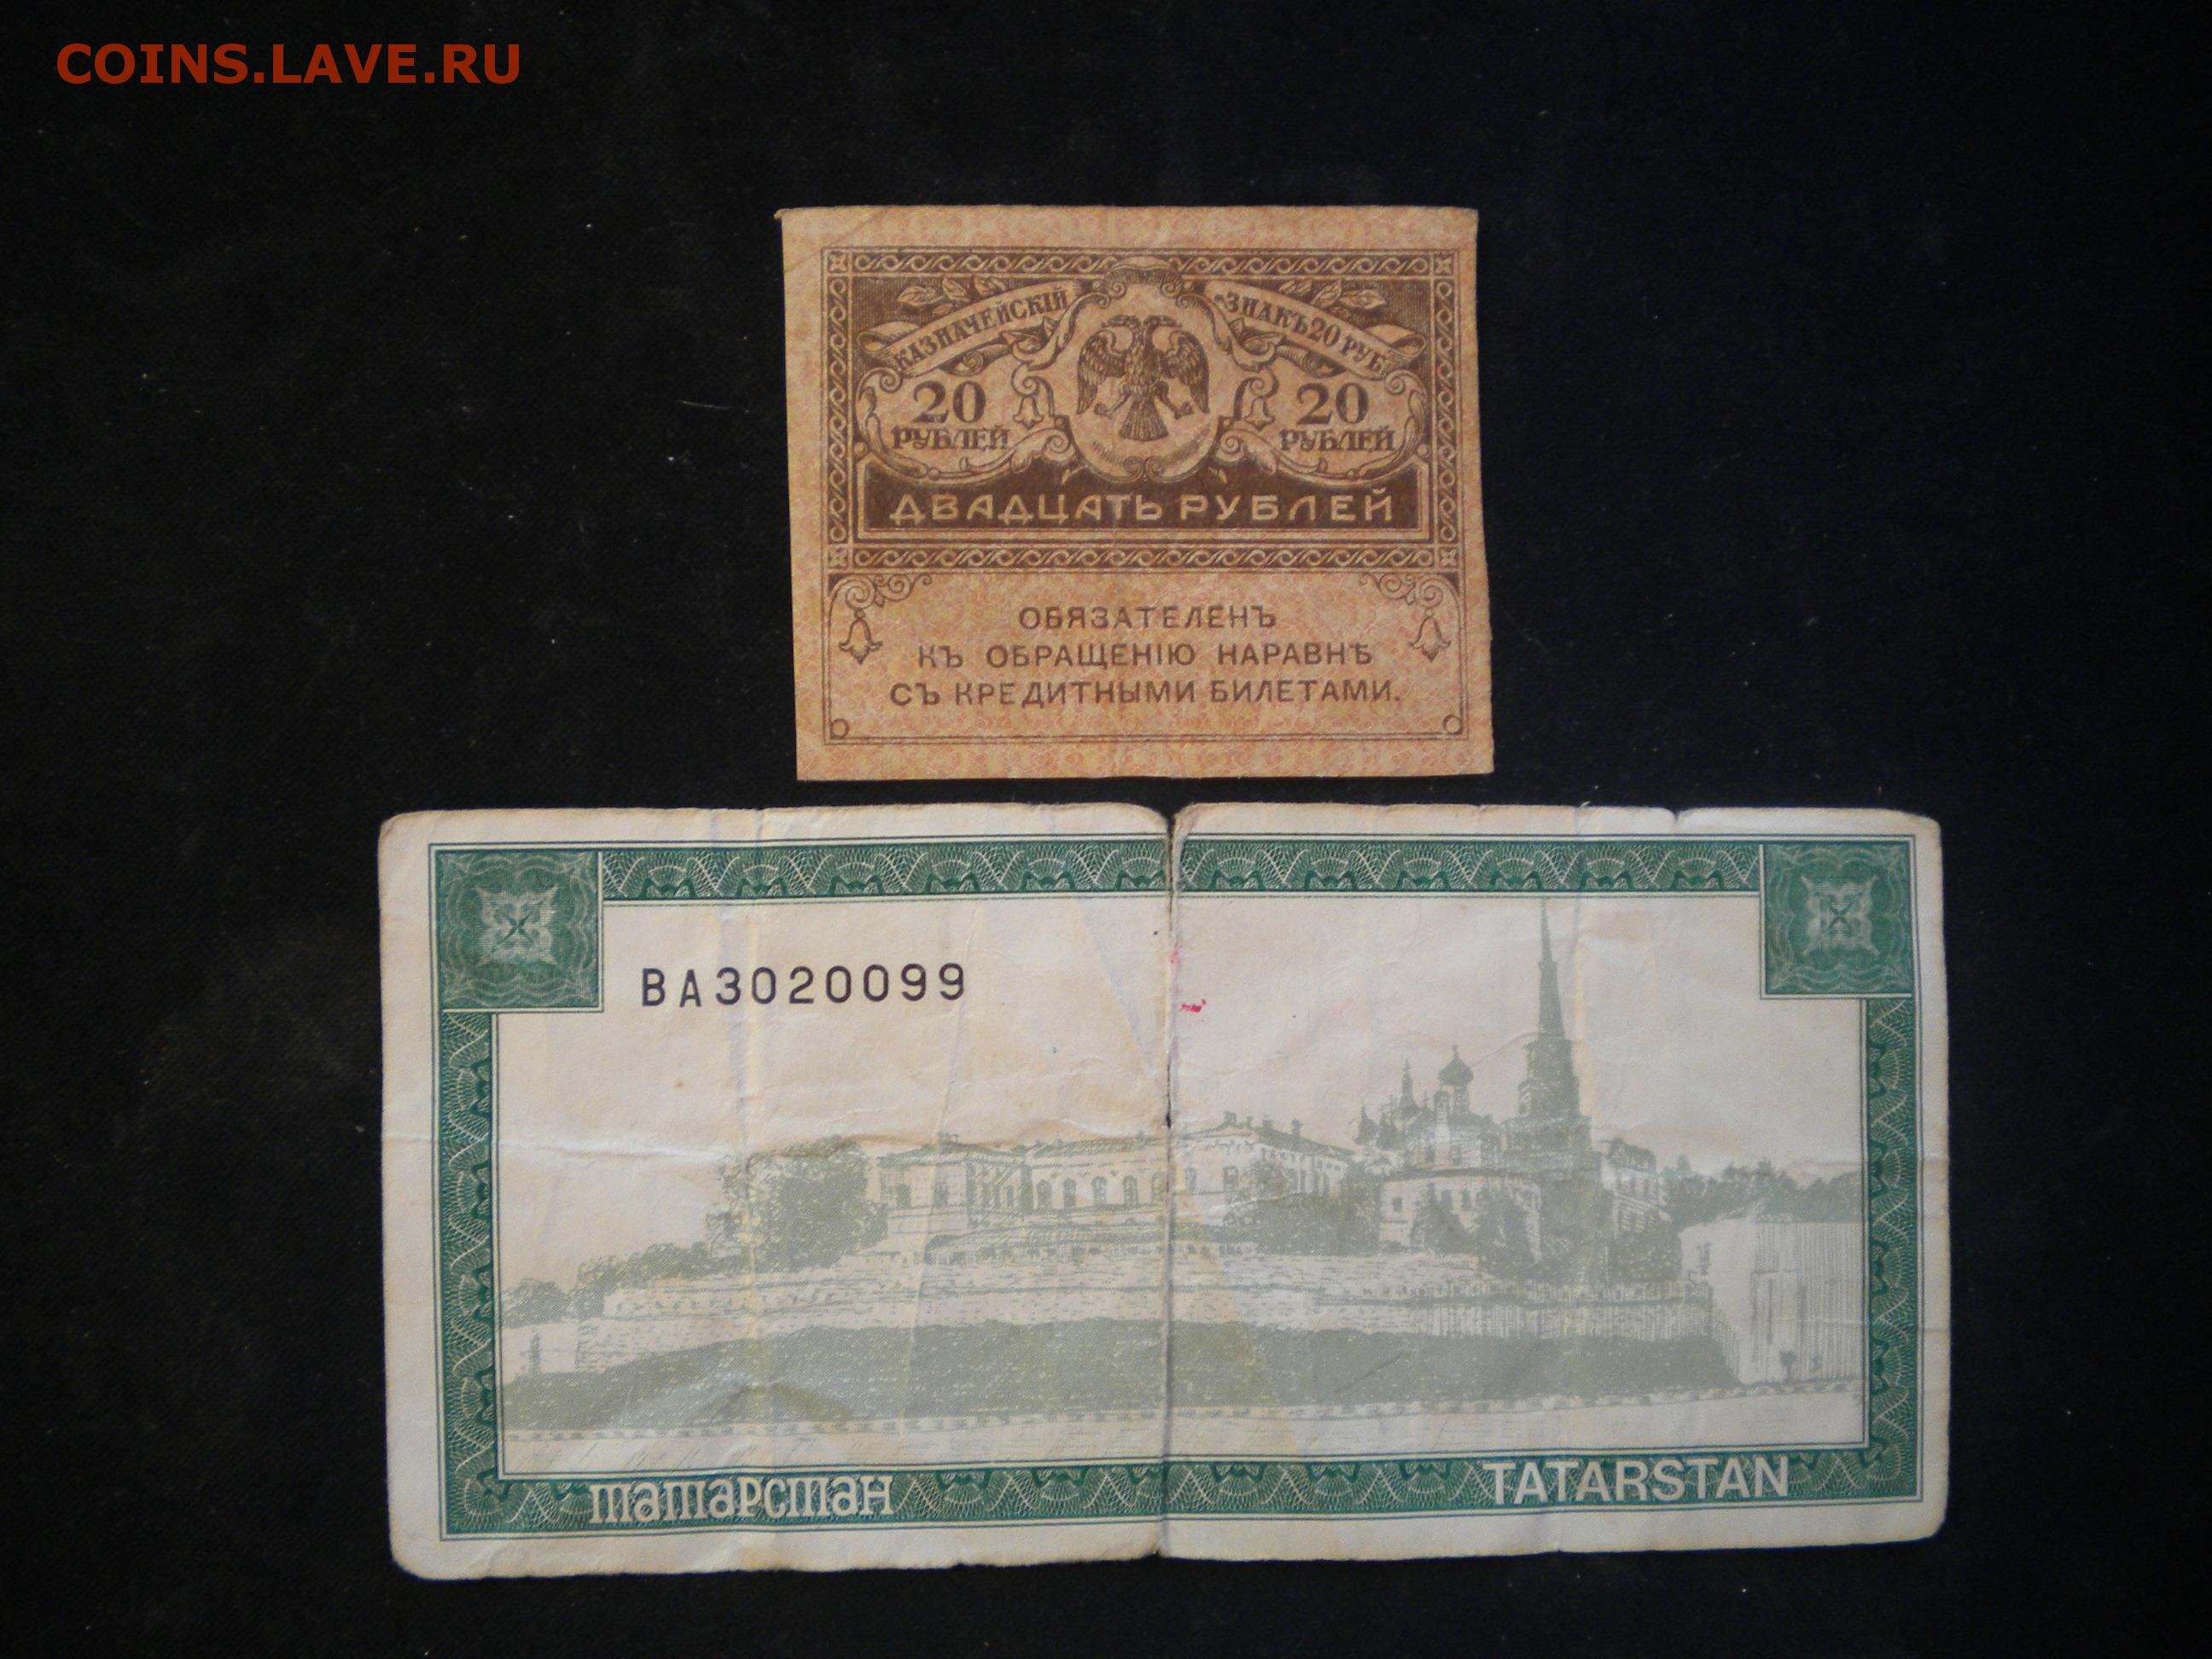 COINS.LAVE.RU
КАЗНАЧЕЙСКІЙ ЗНАКЪ 20 РУБ.
20 20
РУБЛЕЙ РУБЛЕЙ
ДВАДЦАТЬ РУБЛЕЙ
ОБЯЗАТЕЛЕНЪ
КЪ ОБРАЩЕНІЮ НАРАВНѢ
СЪ КРЕДИТНЫМИ БИЛЕТАМИ.
ВА3020099
татарстан TATARSTAN